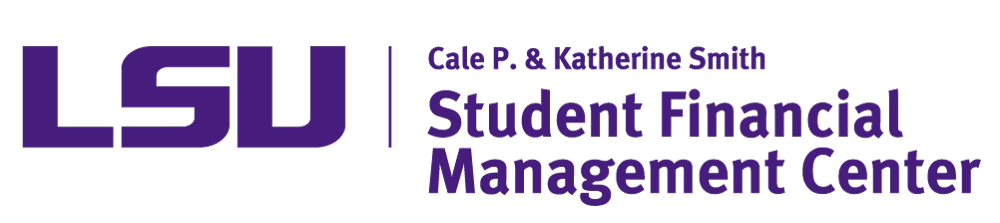 LSU
Cale P. & Katherine Smith
Student Financial
Management Center